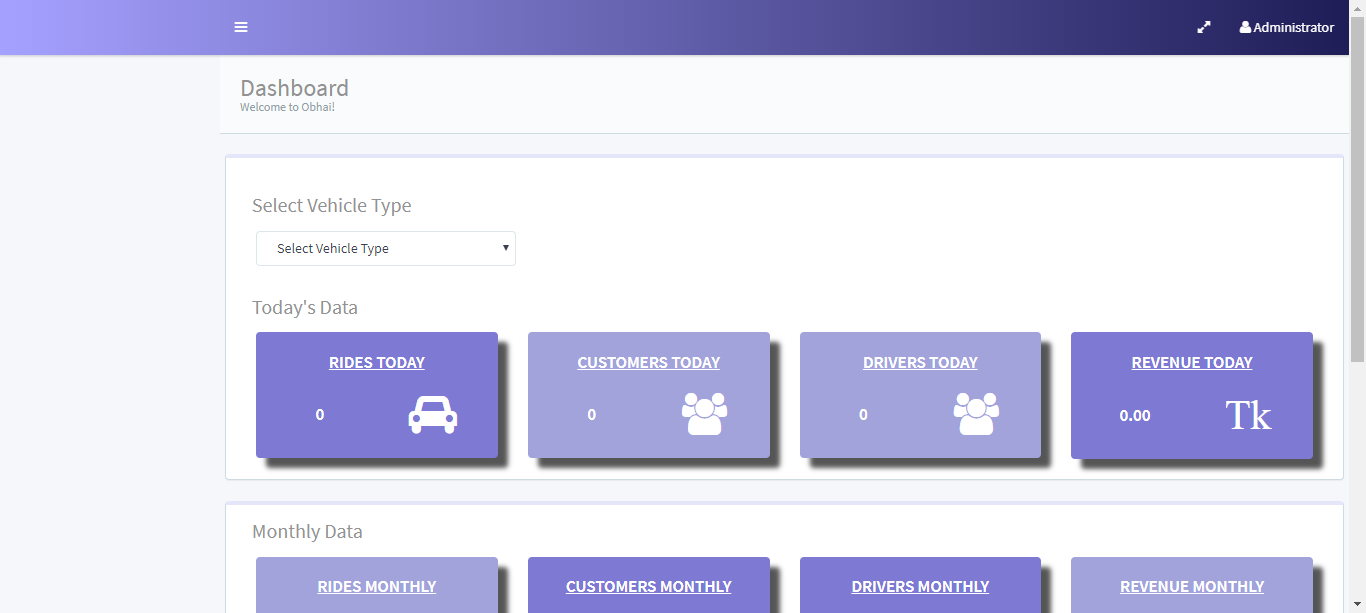 Administrator
Dashboard
Welcome to Obhai!
Select Vehicle Type
Select Vehicle Type
Today's Data
RIDES TODAY
0
CUSTOMERS TODAY
0
DRIVERS TODAY
0
REVENUE TODAY
0.00 Tk
Monthly Data
RIDES MONTHLY
CUSTOMERS MONTHLY
DRIVERS MONTHLY
REVENUE MONTHLY